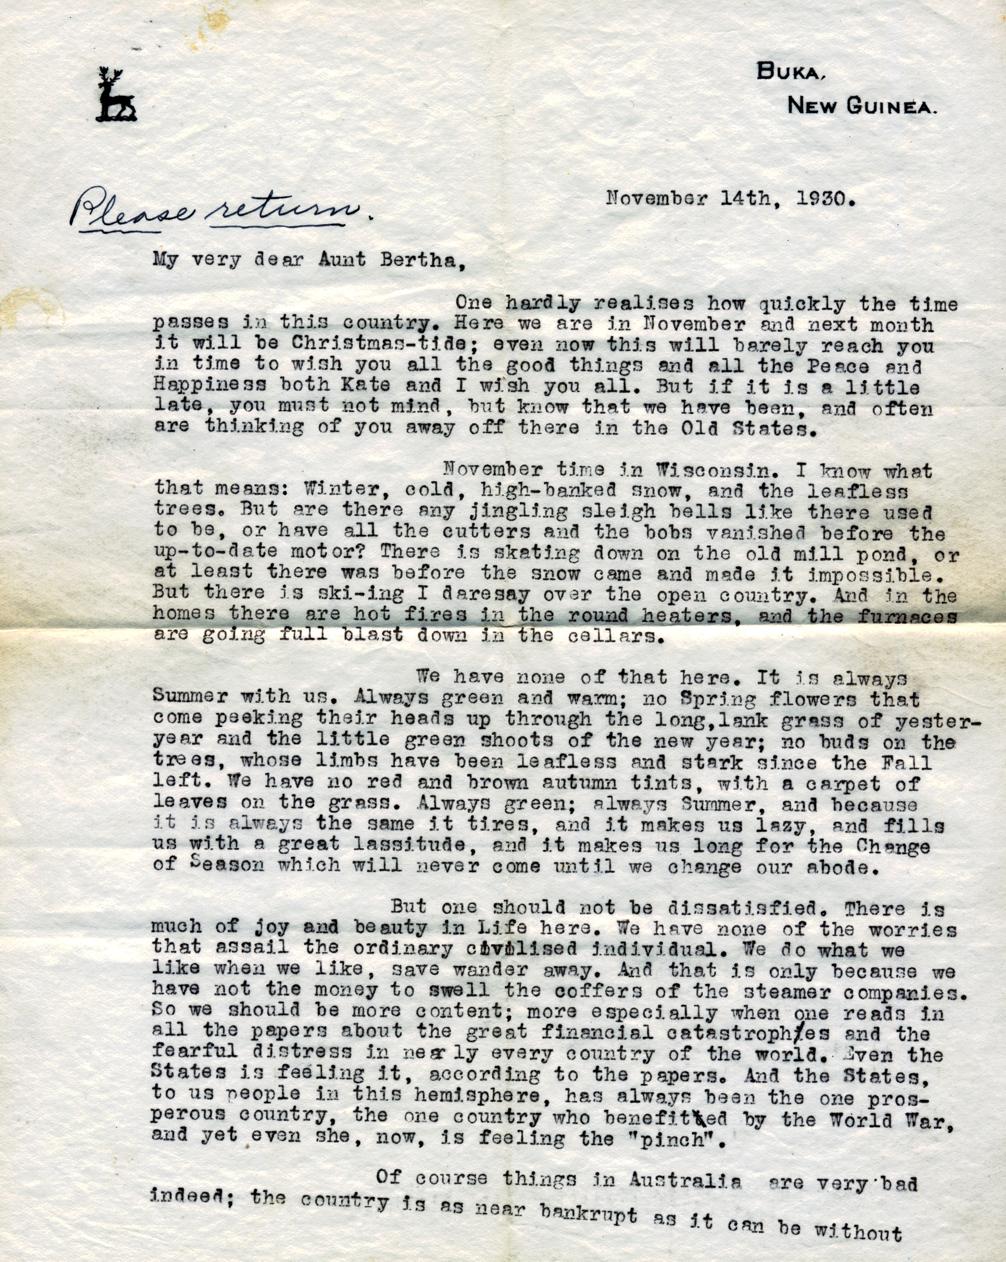 BUKA,
NEW GUINEA.
Please return.
November 14th, 1930.
My very dear Aunt Bertha,
One hardly realises how quickly the time
passes in this country. Here we are in November and next month
it will be Christmas-tide; even now this will barely reach you
in time to wish you all the good things and all the Peace and
Happiness both Kate and I wish you all. But if it is a little
late, you must not mind, but know that we have been, and often
are thinking of you away off there in the Old States.
November time in Wisconsin. I know what
that means: Winter, cold, high-banked snow, and the leafless
trees. But are there any jingling sleigh bells like there used
to be, or have all the cutters and the bobs vanished before the
up-to-date motor? There is skating down on the old mill pond, or
at least there was before the snow came and made it impossible.
But there is ski-ing I daresay over the open country. And in the
homes there are hot fires in the round heaters, and the furnaces
are going full blast down in the cellars.
We have none of that here. It is always
Summer with us. Always green and warm; no Spring flowers that
come peeking their heads up through the long,lank grass of yester-
year and the little green shoots of the new year; no buds on the
trees, whose limbs have been leafless and stark since the Fall
left. We have no red and brown autumn tints, with a carpet of
leaves on the grass. Always green; always Summer, and because
it is always the same it tires, and it makes us lazy, and fills
us with a great lassitude, and it makes us long for the Change
of Season which will never come until we change our abode.
But one should not be dissatisfied. There is
much of joy and beauty in Life here. We have none of the worries
that assail the ordinary civilised individual. We do what we
like when we like, save wander away. And that is only because we
have not the money to swell the coffers of the steamer companies.
So we should be more content; more especially when one reads in
all the papers about the great financial catastrophies and the
fearful distress in nearly every country of the world. Even the
States is feeling it, according to the papers. And the States,
to us people in this hemisphere, has always been the one pros-
perous country, the one country who benefitted by the World War,
and yet even she, now, is feeling the "pinch".
Of course things in Australia are very bad
indeed; the country is as near bankrupt as it can be without